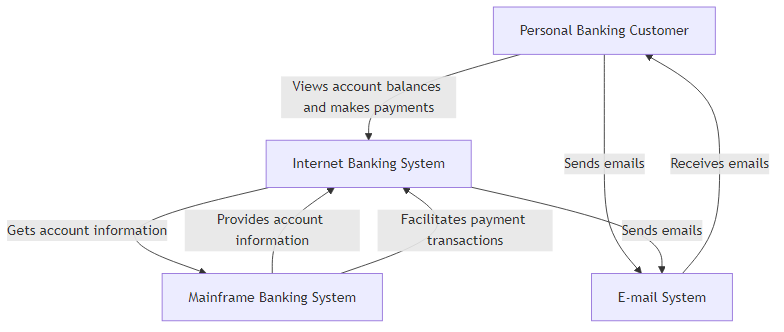 Personal Banking Customer
Views account balances
and makes payments
Internet Banking System
Sends emails
Receives emails
Gets account information
Provides account
information
Facilitates payment
transactions
Sends emails
Mainframe Banking System
E-mail System